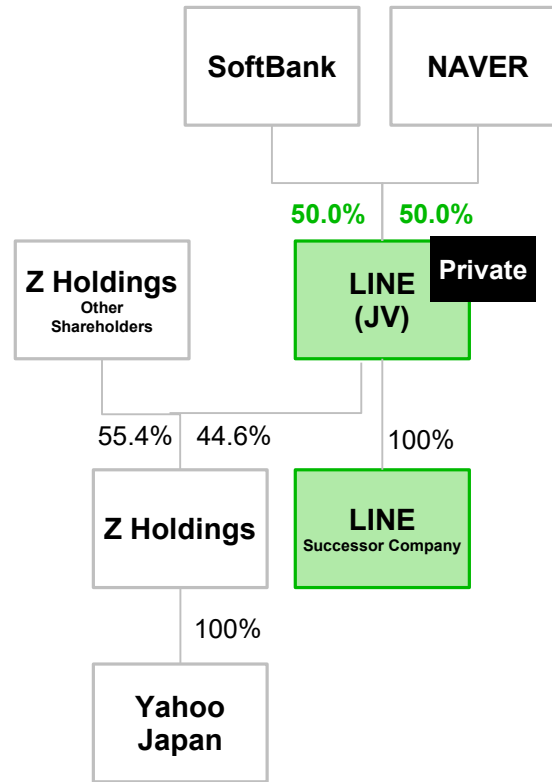 SoftBank
NAVER
50.0%
50.0%
Private
Z Holdings
Other
Shareholders
LINE
(JV)
55.4%
44.6%
100%
Z Holdings
LINE
Successor Company
100%
Yahoo
Japan